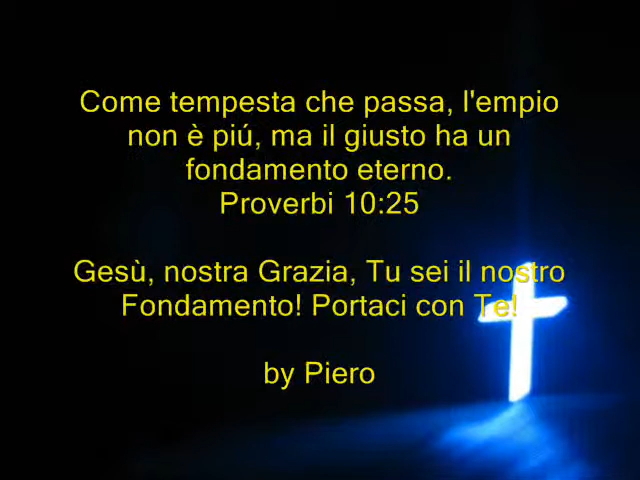 Come tempesta che passa, l'empio
non è piú, ma il giusto ha un
fondamento eterno.
Proverbi 10:25
Gesù, nostra Grazia, Tu sei il nostro
Fondamento! Portaci con Te!
by Piero